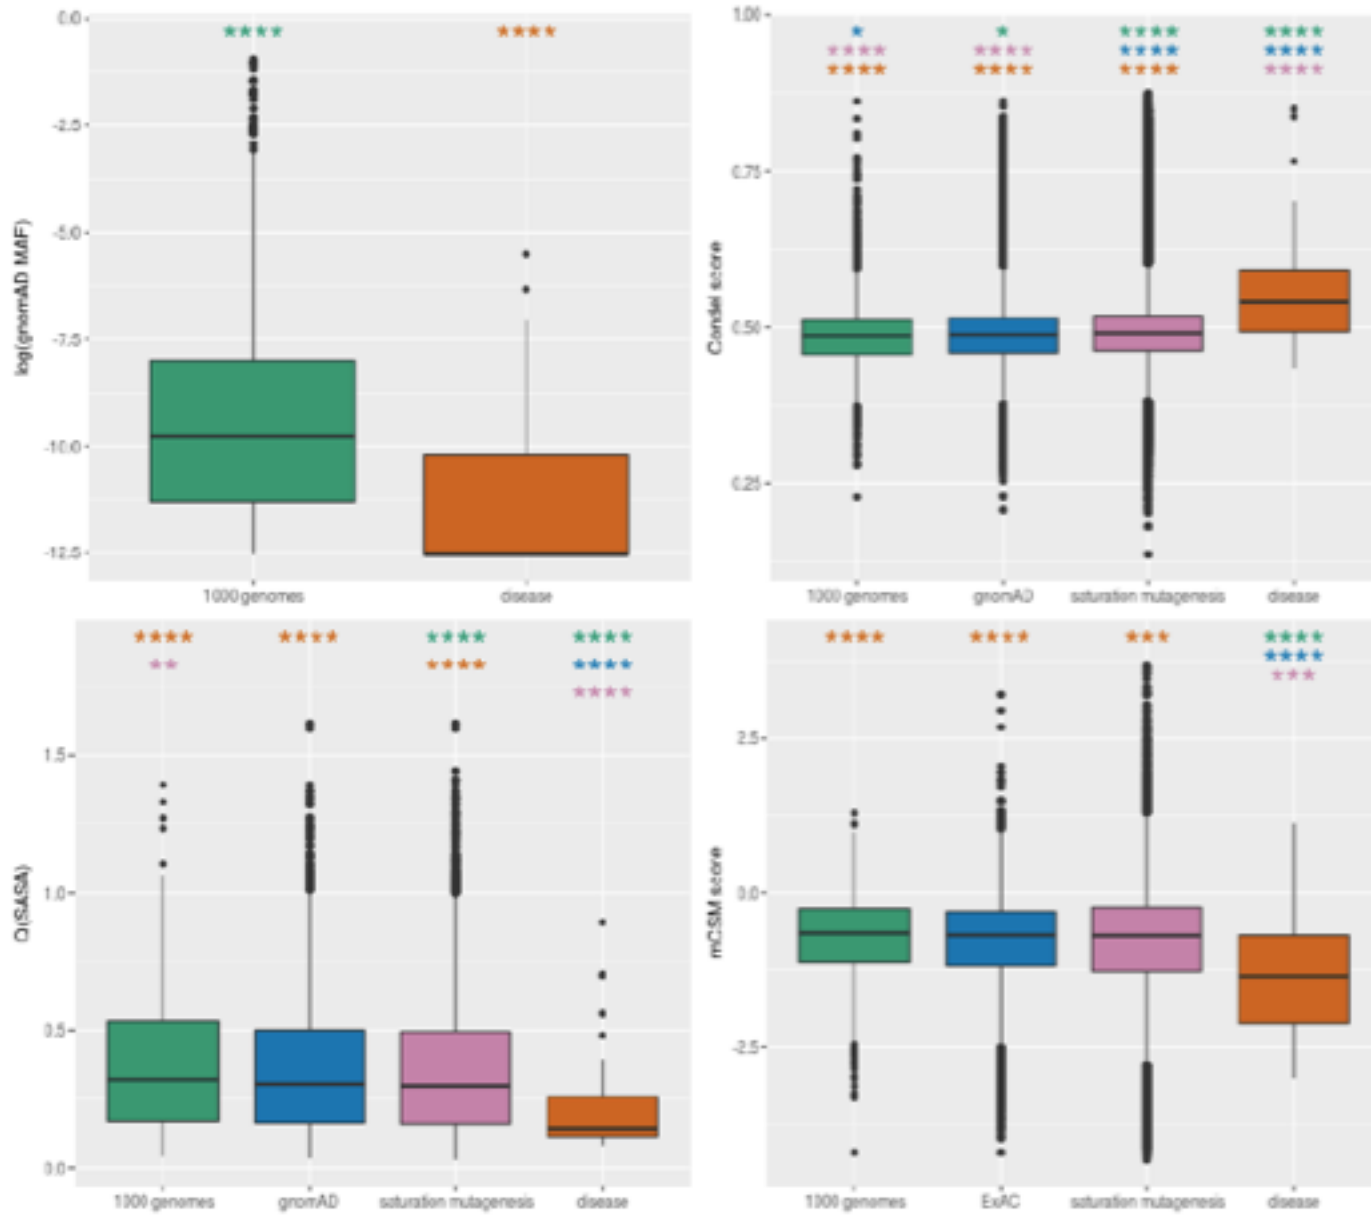 0.0
-2.5
-5.0
-7.5
-10.0
-12.5
log(gnomAD MAF)
1000 genomes disease
1.00
0.75
0.50
0.25
Condel score
1000 genomes gnomAD saturation mutagenesis disease
1.5
1.0
0.5
0.0
Q(SASA)
1000 genomes gnomAD saturation mutagenesis disease
2.5
0.0
-2.5
mCSM score
1000 genomes ExAC saturation mutagenesis disease